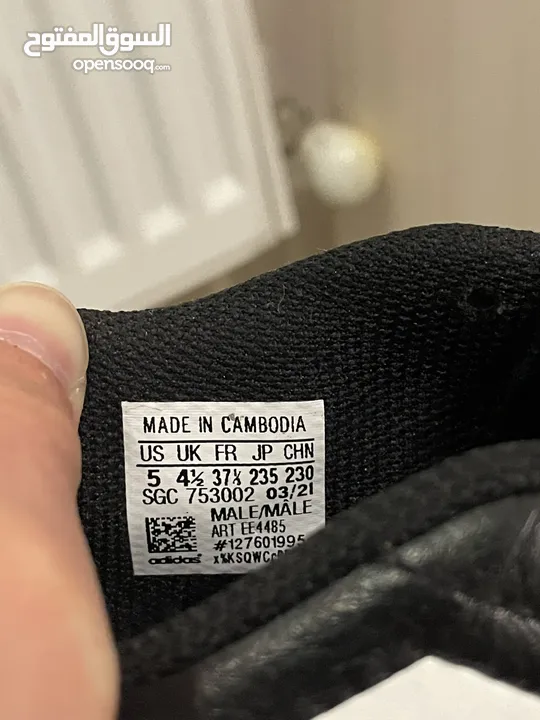 السوق المفتوح
opensooq.com
MADE IN CAMBODIA
US UK FR JP CHN
5 4½ 37⅓ 235 230
SGC 753002 03/21
MALE/MÂLE
ART EE4485
#127601995
adidas